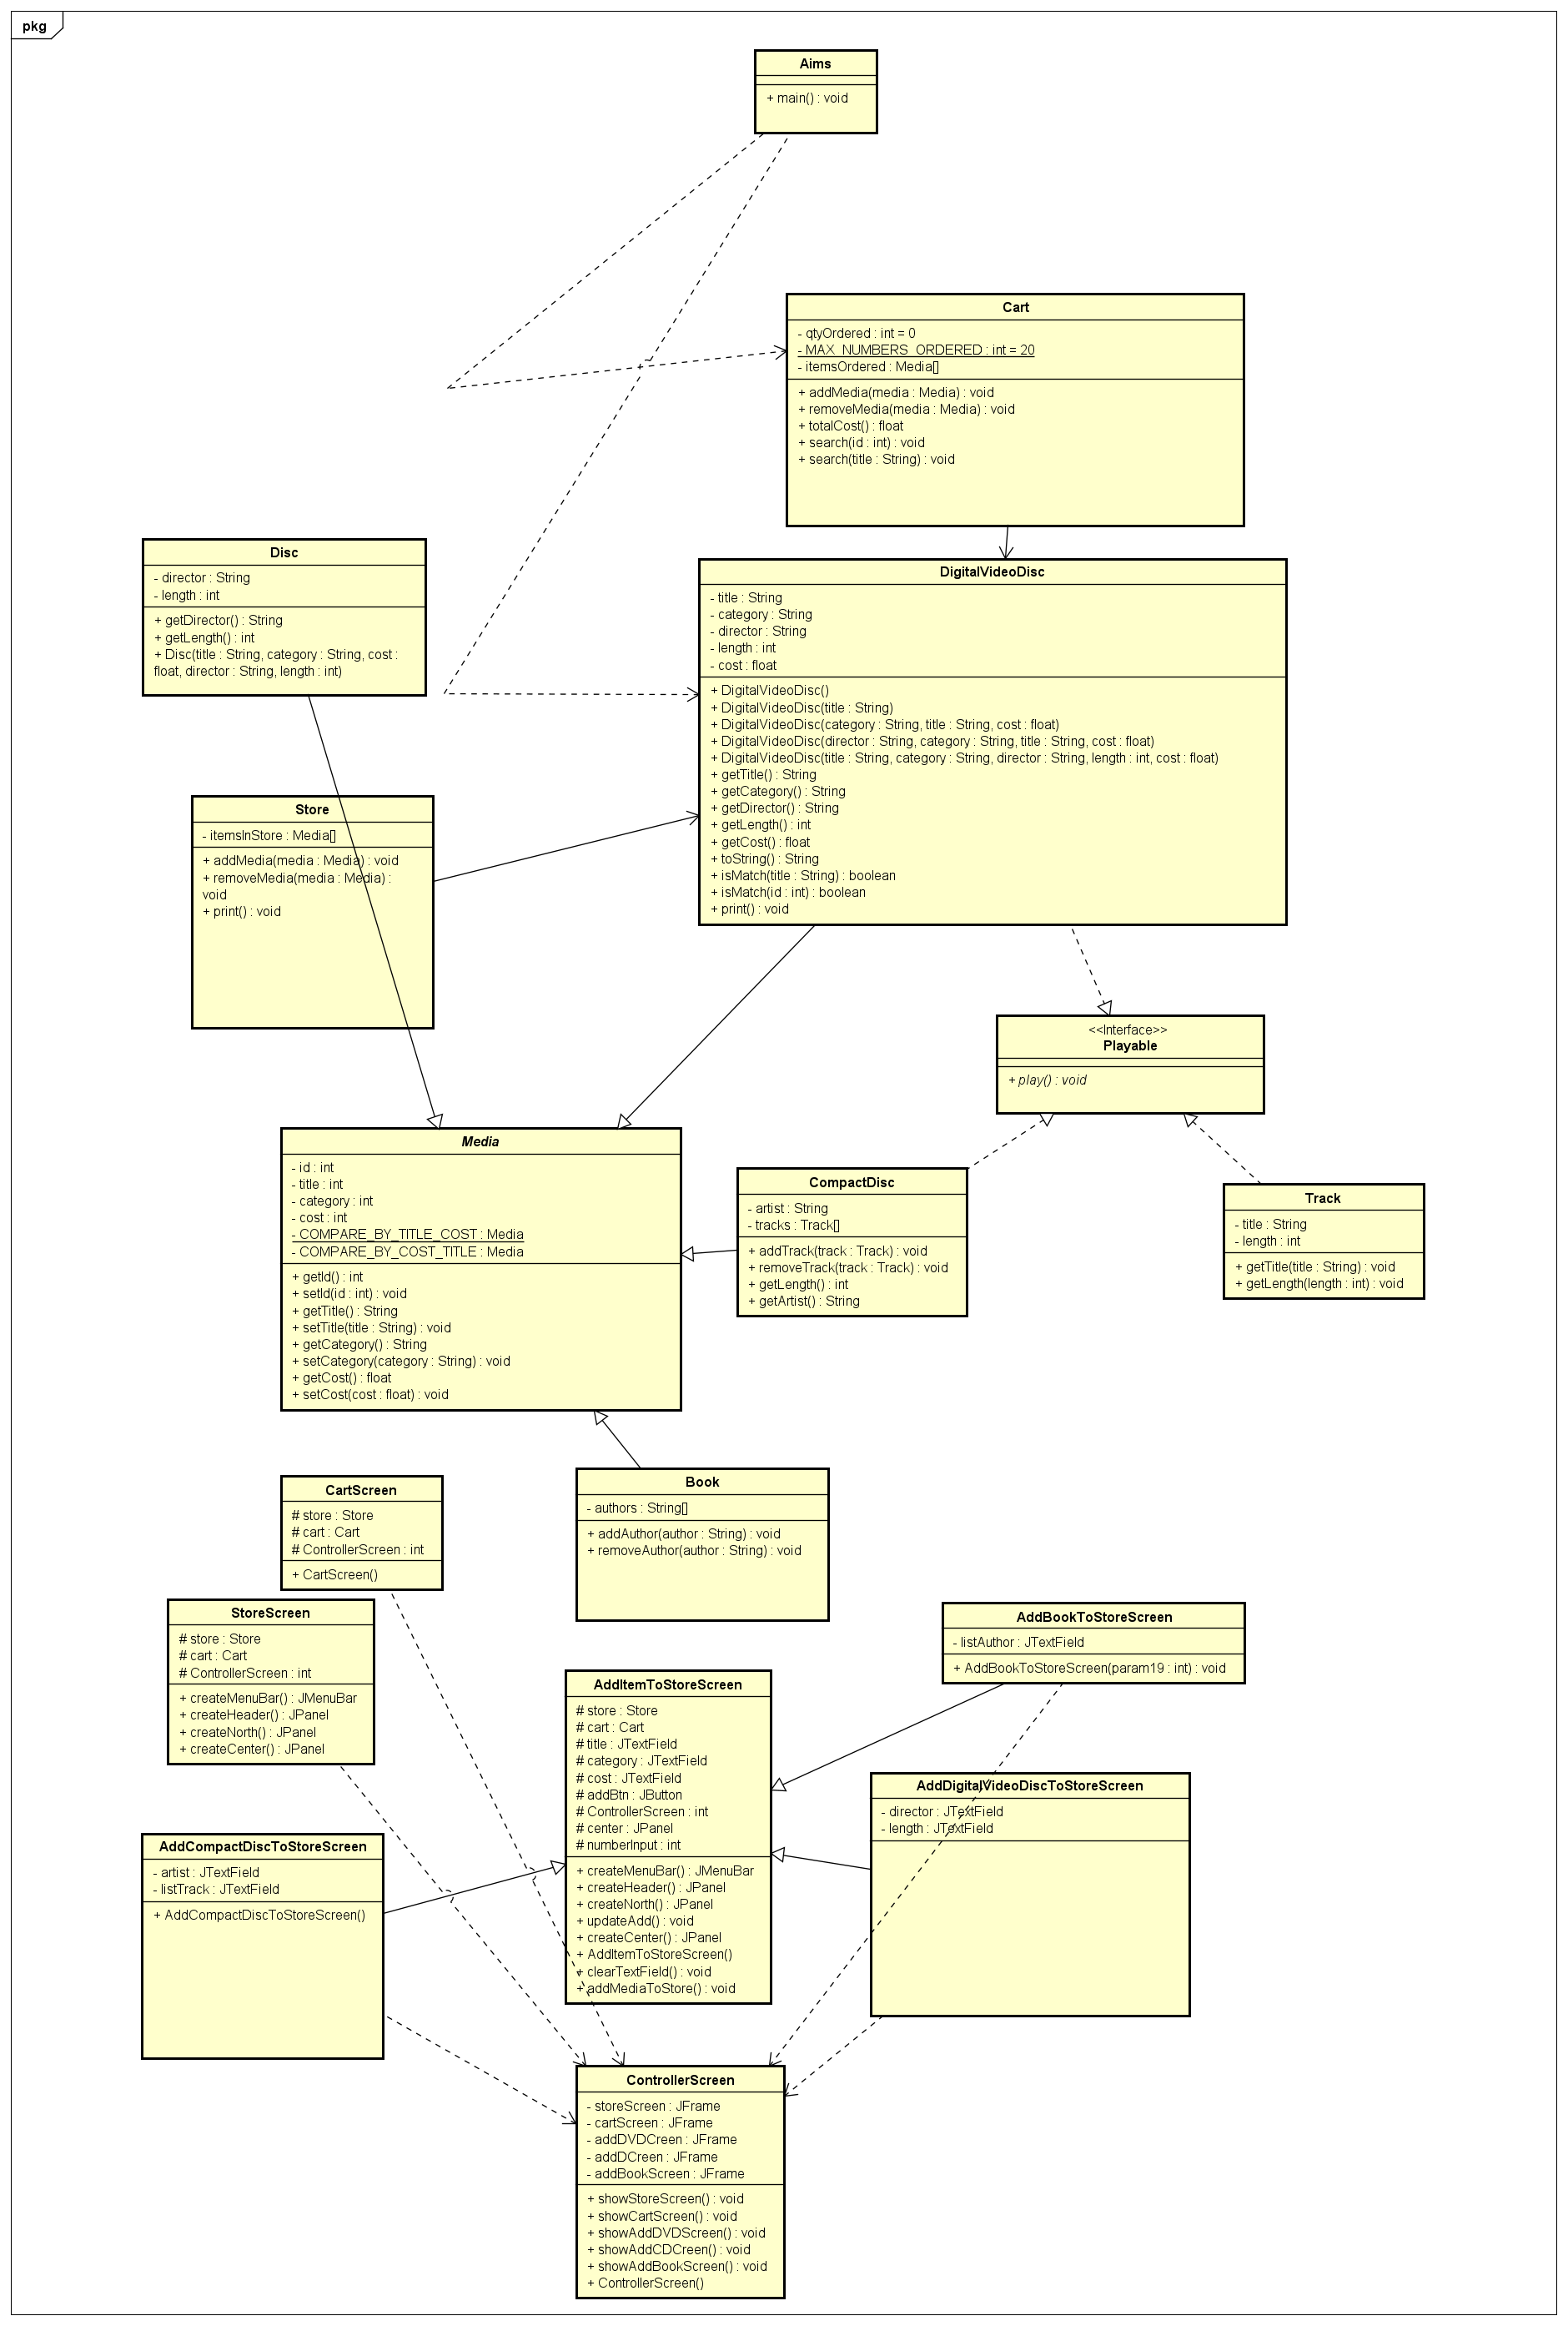 pkg
Aims
+ main() : void
Cart
- qtyOrdered : int = 0
- MAX_NUMBERS_ORDERED : int = 20
- itemsOrdered : Media[]
+ addMedia(media : Media) : void
+ removeMedia(media : Media) : void
+ totalCost() : float
+ search(id : int) : void
+ search(title : String) : void
Disc
- director : String
- length : int
+ getDirector() : String
+ getLength() : int
+ Disc(title : String, category : String, cost :
float, director : String, length : int)
DigitalVideoDisc
- title : String
- category : String
- director : String
- length : int
- cost : float
+ DigitalVideoDisc()
+ DigitalVideoDisc(title : String)
+ DigitalVideoDisc(category : String, title : String, cost : float)
+ DigitalVideoDisc(director : String, category : String, title : String, cost : float)
+ DigitalVideoDisc(title : String, category : String, director : String, length : int, cost : float)
+ getTitle() : String
+ getCategory() : String
+ getDirector() : String
+ getLength() : int
+ getCost() : float
+ toString() : String
+ isMatch(title : String) : boolean
+ isMatch(id : int) : boolean
+ print() : void
Store
- itemsInStore : Media[]
+ addMedia(media : Media) : void
+ removeMedia(media : Media) :
void
+ print() : void
<<Interface>>
Playable
+ play() : void
Media
- id : int
- title : int
- category : int
- cost : int
- COMPARE_BY_TITLE_COST : Media
- COMPARE_BY_COST_TITLE : Media
+ getId() : int
+ setId(id : int) : void
+ getTitle() : String
+ setTitle(title : String) : void
+ getCategory() : String
+ setCategory(category : String) : void
+ getCost() : float
+ setCost(cost : float) : void
CompactDisc
- artist : String
- tracks : Track[]
+ addTrack(track : Track) : void
+ removeTrack(track : Track) : void
+ getLength() : int
+ getArtist() : String
Track
- title : String
- length : int
+ getTitle(title : String) : void
+ getLength(length : int) : void
Book
- authors : String[]
+ addAuthor(author : String) : void
+ removeAuthor(author : String) : void
CartScreen
# store : Store
# cart : Cart
# ControllerScreen : int
+ CartScreen()
StoreScreen
# store : Store
# cart : Cart
# ControllerScreen : int
+ createMenuBar() : JMenuBar
+ createHeader() : JPanel
+ createNorth() : JPanel
+ createCenter() : JPanel
AddBookToStoreScreen
- listAuthor : JTextField
+ AddBookToStoreScreen(param19 : int) : void
AddItemToStoreScreen
# store : Store
# cart : Cart
# title : JTextField
# category : JTextField
# cost : JTextField
# addBtn : JButton
# ControllerScreen : int
# center : JPanel
# numberInput : int
+ createMenuBar() : JMenuBar
+ createHeader() : JPanel
+ createNorth() : JPanel
+ updateAdd() : void
+ createCenter() : JPanel
+ AddItemToStoreScreen()
+ clearTextField() : void
+ addMediaToStore() : void
AddDigitalVideoDiscToStoreScreen
- director : JTextField
- length : JTextField
AddCompactDiscToStoreScreen
- artist : JTextField
- listTrack : JTextField
+ AddCompactDiscToStoreScreen()
ControllerScreen
- storeScreen : JFrame
- cartScreen : JFrame
- addDVDCreen : JFrame
- addDCreen : JFrame
- addBookScreen : JFrame
+ showStoreScreen() : void
+ showCartScreen() : void
+ showAddDVDScreen() : void
+ showAddCDCreen() : void
+ showAddBookScreen() : void
+ ControllerScreen()